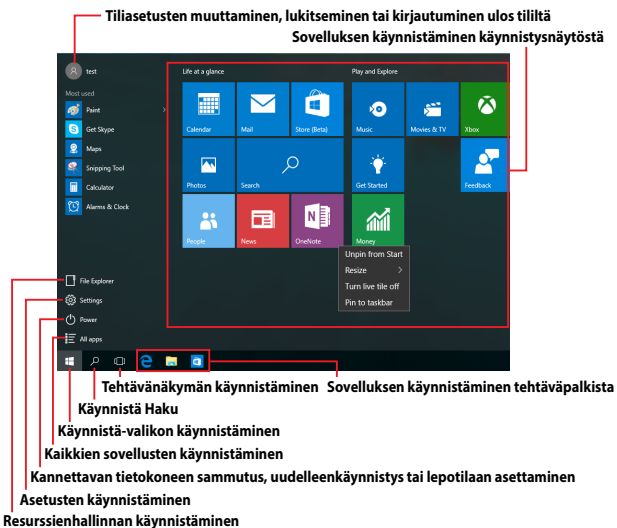 Tiliasetusten muuttaminen, lukitseminen tai kirjautuminen ulos tililtä
Sovelluksen käynnistäminen käynnistysnäytöstä
test
Life at a glance
Play and Explore
Most used
Paint
Get Skype
Maps
Snipping Tool
Calculator
Alarms & Clock
Calendar
Mail
Store (Beta)
Music
Movies & TV
Xbox
Photos
Search
Get Started
Feedback
People
News
OneNote
Money
Unpin from Start
Resize
Turn live tile off
Pin to taskbar
File Explorer
Settings
Power
All apps
Tehtävänäkymän käynnistäminen
Sovelluksen käynnistäminen tehtäväpalkista
Käynnistä Haku
Käynnistä-valikon käynnistäminen
Kaikkien sovellusten käynnistäminen
Kannettavan tietokoneen sammutus, uudelleenkäynnistys tai lepotilaan asettaminen
Asetusten käynnistäminen
Resurssienhallinnan käynnistäminen